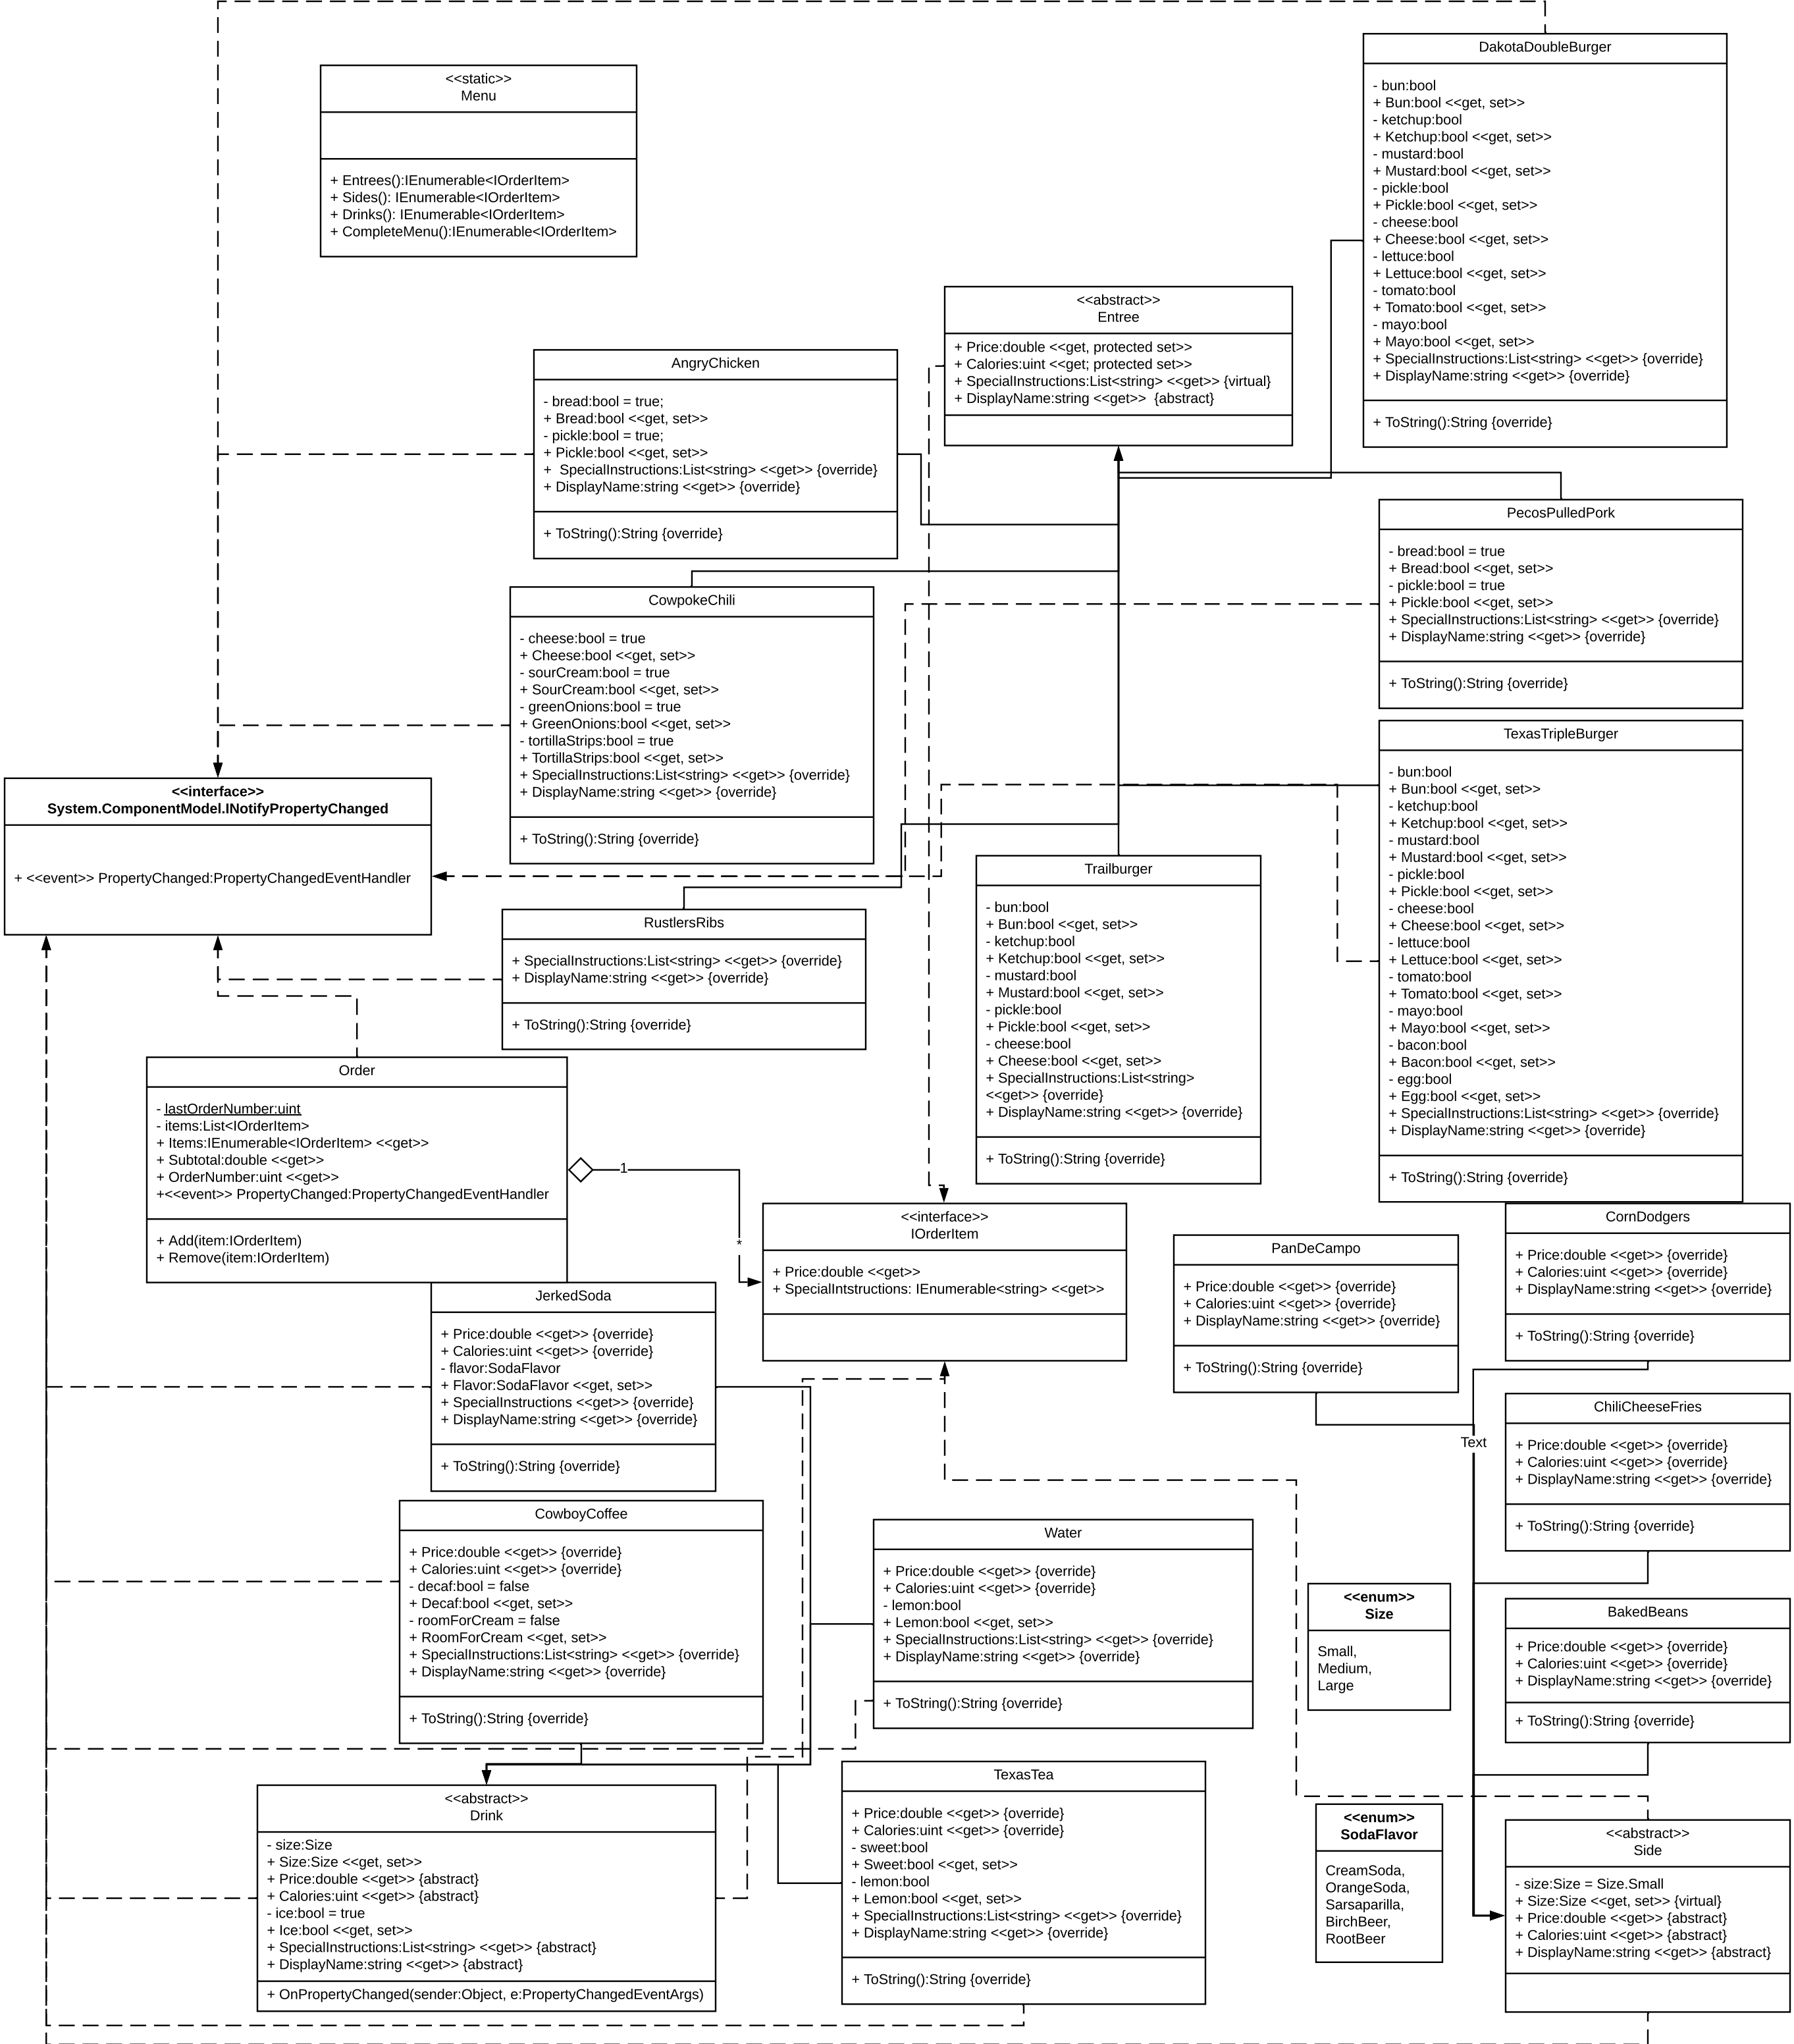 <<static>>
Menu
+ Entrees():IEnumerable<IOrderItem>
+ Sides(): IEnumerable<IOrderItem>
+ Drinks(): IEnumerable<IOrderItem>
+ CompleteMenu():IEnumerable<IOrderItem>
DakotaDoubleBurger
- bun:bool
+ Bun:bool <<get, set>>
- ketchup:bool
+ Ketchup:bool <<get, set>>
- mustard:bool
+ Mustard:bool <<get, set>>
- pickle:bool
+ Pickle:bool <<get, set>>
- cheese:bool
+ Cheese:bool <<get, set>>
- lettuce:bool
+ Lettuce:bool <<get, set>>
- tomato:bool
+ Tomato:bool <<get, set>>
- mayo:bool
+ Mayo:bool <<get, set>>
+ SpecialInstructions:List<string> <<get>> {override}
+ DisplayName:string <<get>> {override}
+ ToString():String {override}
<<abstract>>
Entree
+ Price:double <<get, protected set>>
+ Calories:uint <<get; protected set>>
+ SpecialInstructions:List<string> <<get>> {virtual}
+ DisplayName:string <<get>>  {abstract}
AngryChicken
- bread:bool = true;
+ Bread:bool <<get, set>>
- pickle:bool = true;
+ Pickle:bool <<get, set>>
+  SpecialInstructions:List<string> <<get>> {override}
+ DisplayName:string <<get>> {override}
+ ToString():String {override}
PecosPulledPork
- bread:bool = true
+ Bread:bool <<get, set>>
- pickle:bool = true
+ Pickle:bool <<get, set>>
+ SpecialInstructions:List<string> <<get>> {override}
+ DisplayName:string <<get>> {override}
+ ToString():String {override}
CowpokeChili
- cheese:bool = true
+ Cheese:bool <<get, set>>
- sourCream:bool = true
+ SourCream:bool <<get, set>>
- greenOnions:bool = true
+ GreenOnions:bool <<get, set>>
- tortillaStrips:bool = true
+ TortillaStrips:bool <<get, set>>
+ SpecialInstructions:List<string> <<get>> {override}
+ DisplayName:string <<get>> {override}
+ ToString():String {override}
TexasTripleBurger
- bun:bool
+ Bun:bool <<get, set>>
- ketchup:bool
+ Ketchup:bool <<get, set>>
- mustard:bool
+ Mustard:bool <<get, set>>
- pickle:bool
+ Pickle:bool <<get, set>>
- cheese:bool
+ Cheese:bool <<get, set>>
- lettuce:bool
+ Lettuce:bool <<get, set>>
- tomato:bool
+ Tomato:bool <<get, set>>
- mayo:bool
+ Mayo:bool <<get, set>>
- bacon:bool
+ Bacon:bool <<get, set>>
- egg:bool
+ Egg:bool <<get, set>>
+ SpecialInstructions:List<string> <<get>> {override}
+ DisplayName:string <<get>> {override}
+ ToString():String {override}
<<interface>>
System.ComponentModel.INotifyPropertyChanged
+ <<event>> PropertyChanged:PropertyChangedEventHandler
Trailburger
- bun:bool
+ Bun:bool <<get, set>>
- ketchup:bool
+ Ketchup:bool <<get, set>>
- mustard:bool
+ Mustard:bool <<get, set>>
- pickle:bool
+ Pickle:bool <<get, set>>
- cheese:bool
+ Cheese:bool <<get, set>>
+ SpecialInstructions:List<string>
<<get>> {override}
+ DisplayName:string <<get>> {override}
+ ToString():String {override}
RustlersRibs
+ SpecialInstructions:List<string> <<get>> {override}
+ DisplayName:string <<get>> {override}
+ ToString():String {override}
Order
- lastOrderNumber:uint
- items:List<IOrderItem>
+ Items:IEnumerable<IOrderItem> <<get>>
+ Subtotal:double <<get>>
+ OrderNumber:uint <<get>>
+<<event>> PropertyChanged:PropertyChangedEventHandler
+ Add(item:IOrderItem)
+ Remove(item:IOrderItem)
1
*
<<interface>>
IOrderItem
+ Price:double <<get>>
+ SpecialIntstructions: IEnumerable<string> <<get>>
PanDeCampo
+ Price:double <<get>> {override}
+ Calories:uint <<get>> {override}
+ DisplayName:string <<get>> {override}
+ ToString():String {override}
CornDodgers
+ Price:double <<get>> {override}
+ Calories:uint <<get>> {override}
+ DisplayName:string <<get>> {override}
+ ToString():String {override}
JerkedSoda
+ Price:double <<get>> {override}
+ Calories:uint <<get>> {override}
- flavor:SodaFlavor
+ Flavor:SodaFlavor <<get, set>>
+ SpecialInstructions <<get>> {override}
+ DisplayName:string <<get>> {override}
+ ToString():String {override}
Text
ChiliCheeseFries
+ Price:double <<get>> {override}
+ Calories:uint <<get>> {override}
+ DisplayName:string <<get>> {override}
+ ToString():String {override}
CowboyCoffee
+ Price:double <<get>> {override}
+ Calories:uint <<get>> {override}
- decaf:bool = false
+ Decaf:bool <<get, set>>
- roomForCream = false
+ RoomForCream <<get, set>>
+ SpecialInstructions:List<string> <<get>> {override}
+ DisplayName:string <<get>> {override}
+ ToString():String {override}
Water
+ Price:double <<get>> {override}
+ Calories:uint <<get>> {override}
- lemon:bool
+ Lemon:bool <<get, set>>
+ SpecialInstructions:List<string> <<get>> {override}
+ DisplayName:string <<get>> {override}
+ ToString():String {override}
<<enum>>
Size
Small,
Medium,
Large
BakedBeans
+ Price:double <<get>> {override}
+ Calories:uint <<get>> {override}
+ DisplayName:string <<get>> {override}
+ ToString():String {override}
<<abstract>>
Drink
- size:Size
+ Size:Size <<get, set>>
+ Price:double <<get>> {abstract}
+ Calories:uint <<get>> {abstract}
- ice:bool = true
+ Ice:bool <<get, set>>
+ SpecialInstructions:List<string> <<get>> {abstract}
+ DisplayName:string <<get>> {abstract}
+ OnPropertyChanged(sender:Object, e:PropertyChangedEventArgs)
TexasTea
+ Price:double <<get>> {override}
+ Calories:uint <<get>> {override}
- sweet:bool
+ Sweet:bool <<get, set>>
- lemon:bool
+ Lemon:bool <<get, set>>
+ SpecialInstructions:List<string> <<get>> {override}
+ DisplayName:string <<get>> {override}
+ ToString():String {override}
<<enum>>
SodaFlavor
CreamSoda,
OrangeSoda,
Sarsaparilla,
BirchBeer,
RootBeer
<<abstract>>
Side
- size:Size = Size.Small
+ Size:Size <<get, set>> {virtual}
+ Price:double <<get>> {abstract}
+ Calories:uint <<get>> {abstract}
+ DisplayName:string <<get>> {abstract}